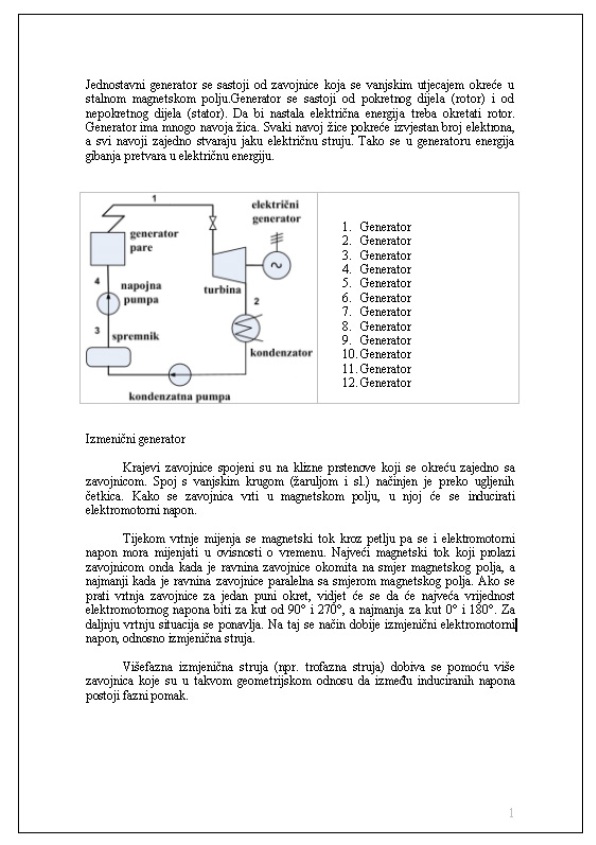 Jednostavni generator se sastoji od zavojnice koja se vanjskim utjecajem okreće u
stalnom magnetskom polju.Generator se sastoji od pokretnog dijela (rotor) i od
nepokretnog dijela (stator). Da bi nastala električna energija treba okretati rotor.
Generator ima mnogo navoja žica. Svaki navoj žice pokreće izvjestan broj elektrona,
a svi navoji zajedno stvaraju jaku električnu struju. Tako se u generatoru energija
gibanja pretvara u električnu energiju.
1
električni
generator
generator
pare
4
napojna
pumpa
turbina
2
3
spremnik
kondenzator
kondenzatna pumpa
1. Generator
2. Generator
3. Generator
4. Generator
5. Generator
6. Generator
7. Generator
8. Generator
9. Generator
10. Generator
11. Generator
12. Generator
Izmenični generator
Krajevi zavojnice spojeni su na klizne prstenove koji se okreću zajedno sa
zavojnicom. Spoj s vanjskim krugom (žaruljom i sl.) načinjen je preko ugljenih
četkica. Kako se zavojnica vrti u magnetskom polju, u njoj će se inducirati
elektromotorni napon.
Tijekom vrtnje mijenja se magnetski tok kroz petlju pa se i elektromotorni
napon mora mijenjati u ovisnosti o vremenu. Najveći magnetski tok koji prolazi
zavojnicom onda kada je ravnina zavojnice okomita na smjer magnetskog polja, a
najmanji kada je ravnina zavojnice paralelna sa smjerom magnetskog polja. Ako se
prati vrtnja zavojnice za jedan puni okret, vidjet će se da će najveća vrijednost
elektromotornog napona biti za kut od 90° i 270°, a najmanja za kut 0° i 180°. Za
daljnju vrtnju situacija se ponavlja. Na taj se način dobije izmjenični elektromotorni
napon, odnosno izmjenična struja.
Višefazna izmjenična struja (npr. trofazna struja) dobiva se pomoću više
zavojnica koje su u takvom geometrijskom odnosu da između induciranih napona
postoji fazni pomak.
1